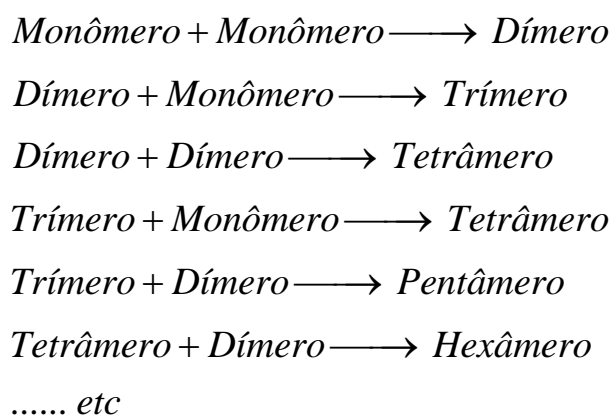 Monômero + Monômero ⟶ Dímero
Dímero + Monômero ⟶ Trímero
Dímero + Dímero ⟶ Tetrâmero
Trímero + Monômero ⟶ Tetrâmero
Trímero + Dímero ⟶ Pentâmero
Tetrâmero + Dímero ⟶ Hexâmero
...... etc